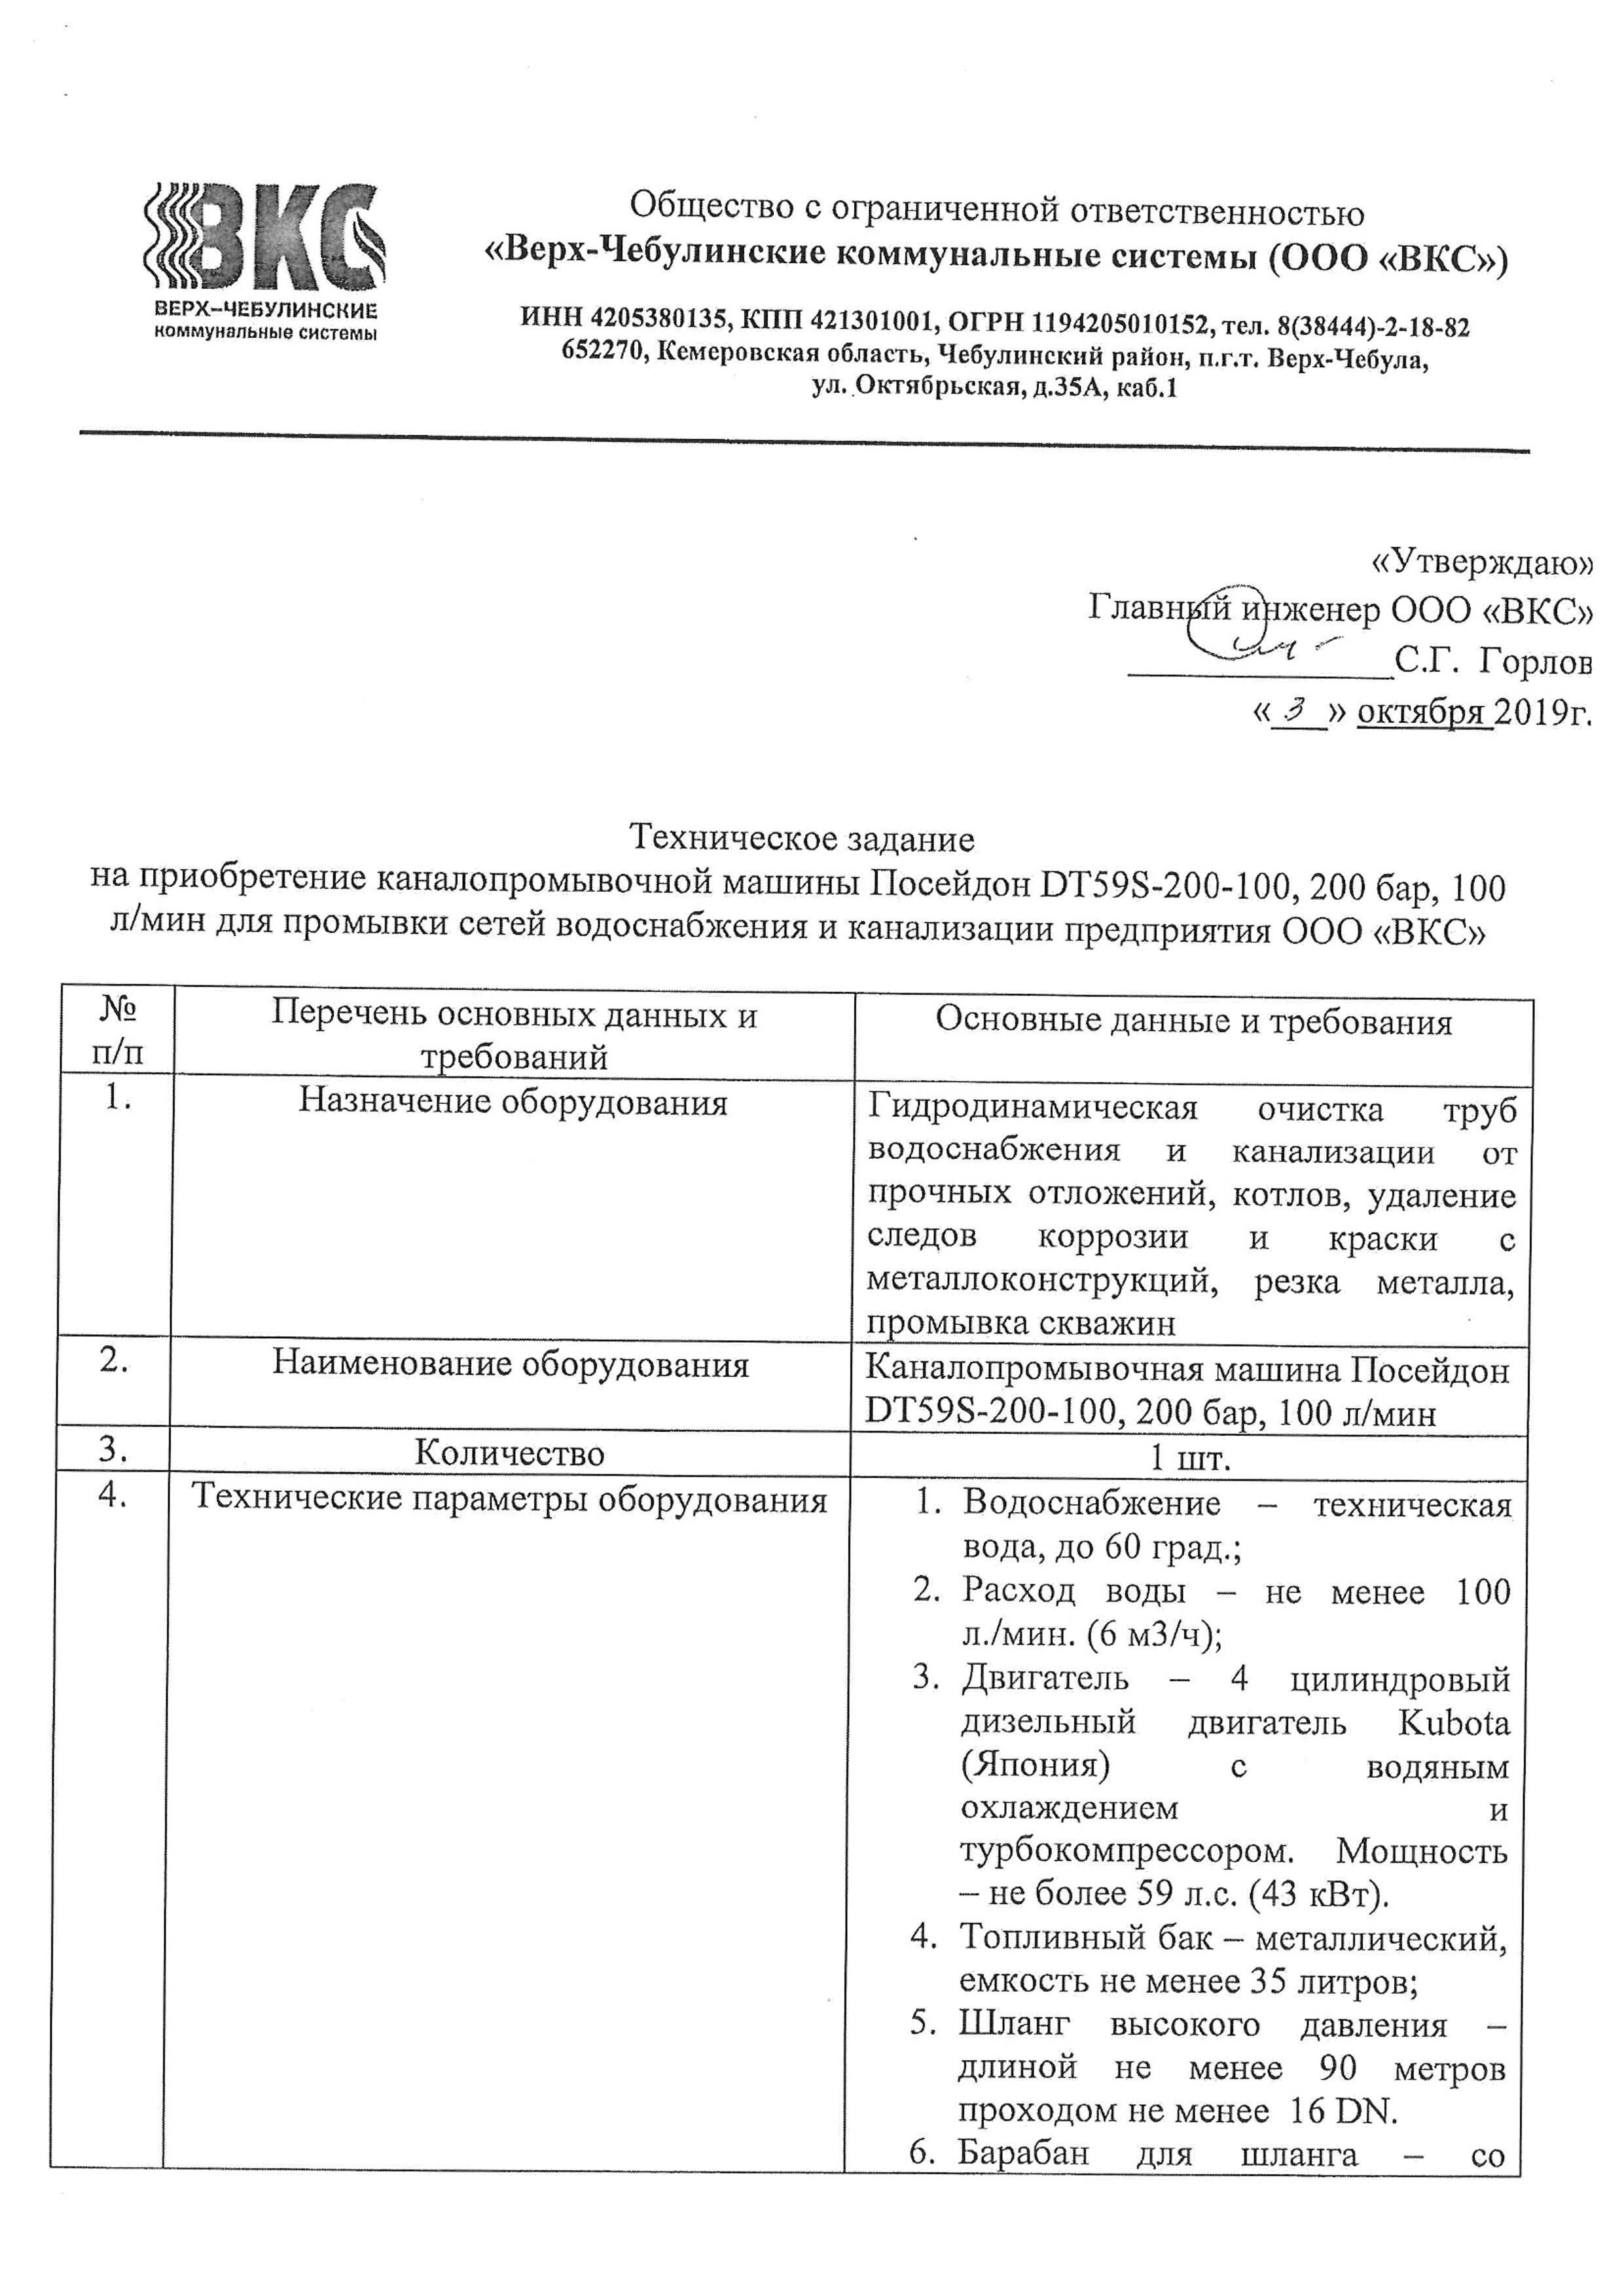 ВКС
ВЕРХ–ЧЕБУЛИНСКИЕ
коммунальные системы
Общество с ограниченной ответственностью
«Верх-Чебулинские коммунальные системы (ООО «ВКС»)
ИНН 4205380135, КПП 421301001, ОГРН 1194205010152, тел. 8(38444)-2-18-82
652270, Кемеровская область, Чебулинский район, п.г.т. Верх-Чебула,
ул. Октябрьская, д.35А, каб.1
«Утверждаю»
Главный инженер ООО «ВКС»
С.Г. Горлов
« 3 » октября 2019г.
Техническое задание
на приобретение каналопромывочной машины Посейдон DT59S-200-100, 200 бар, 100
л/мин для промывки сетей водоснабжения и канализации предприятия ООО «ВКС»
№
п/п
Перечень основных данных и
требований
Основные данные и требования
1.
Назначение оборудования
Гидродинамическая очистка труб
водоснабжения и канализации от
прочных отложений, котлов, удаление
следов коррозии и краски с
металлоконструкций, резка металла,
промывка скважин
2.
Наименование оборудования
Каналопромывочная машина Посейдон
DT59S-200-100, 200 бар, 100 л/мин
3.
Количество
1 шт.
4.
Технические параметры оборудования
1. Водоснабжение – техническая
вода, до 60 град.;
2. Расход воды – не менее 100
л./мин. (6 м3/ч);
3. Двигатель – 4 цилиндровый
дизельный двигатель Kubota
(Япония) с водяным
охлаждением и
турбокомпрессором. Мощность
– не более 59 л.с. (43 кВт).
4. Топливный бак – металлический,
емкость не менее 35 литров;
5. Шланг высокого давления –
длиной не менее 90 метров
проходом не менее 16 DN.
6. Барабан для шланга – со